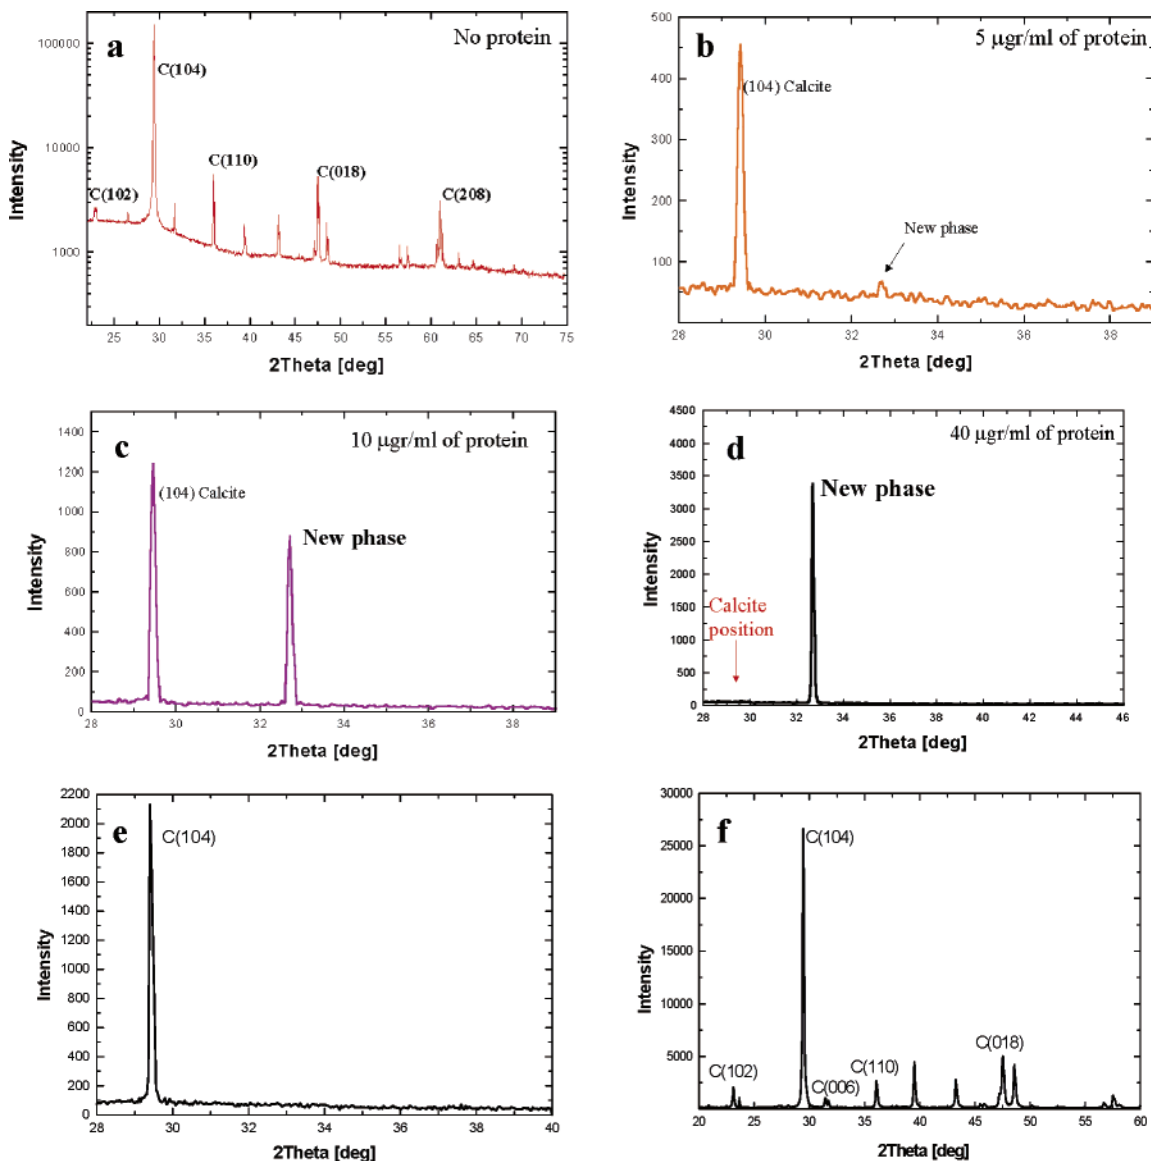 a
No protein
C(104)
C(110)
C(018)
C(102)
C(208)
100000
10000
1000
Intensity
25 30 35 40 45 50 55 60 65 70 75
2Theta [deg]
b
5 μgr/ml of protein
(104) Calcite
New phase
500
450
400
300
200
100
Intensity
28 30 32 34 36 38
2Theta [deg]
c
10 μgr/ml of protein
(104) Calcite
New phase
1400
1200
1000
800
600
400
200
0
Intensity
28 30 32 34 36 38
2Theta [deg]
d
40 μgr/ml of protein
New phase
Calcite
position
4500
4000
3500
3000
2500
2000
1500
1000
500
0
Intensity
28 30 32 34 36 38 40 42 44 46
2Theta [deg]
e
C(104)
2200
2000
1800
1600
1400
1200
1000
800
600
400
200
0
Intensity
28 30 32 34 36 38 40
2Theta [deg]
f
C(104)
C(102)
C(006)
C(110)
C(018)
30000
25000
20000
15000
10000
5000
Intensity
20 25 30 35 40 45 50 55 60
2Theta [deg]